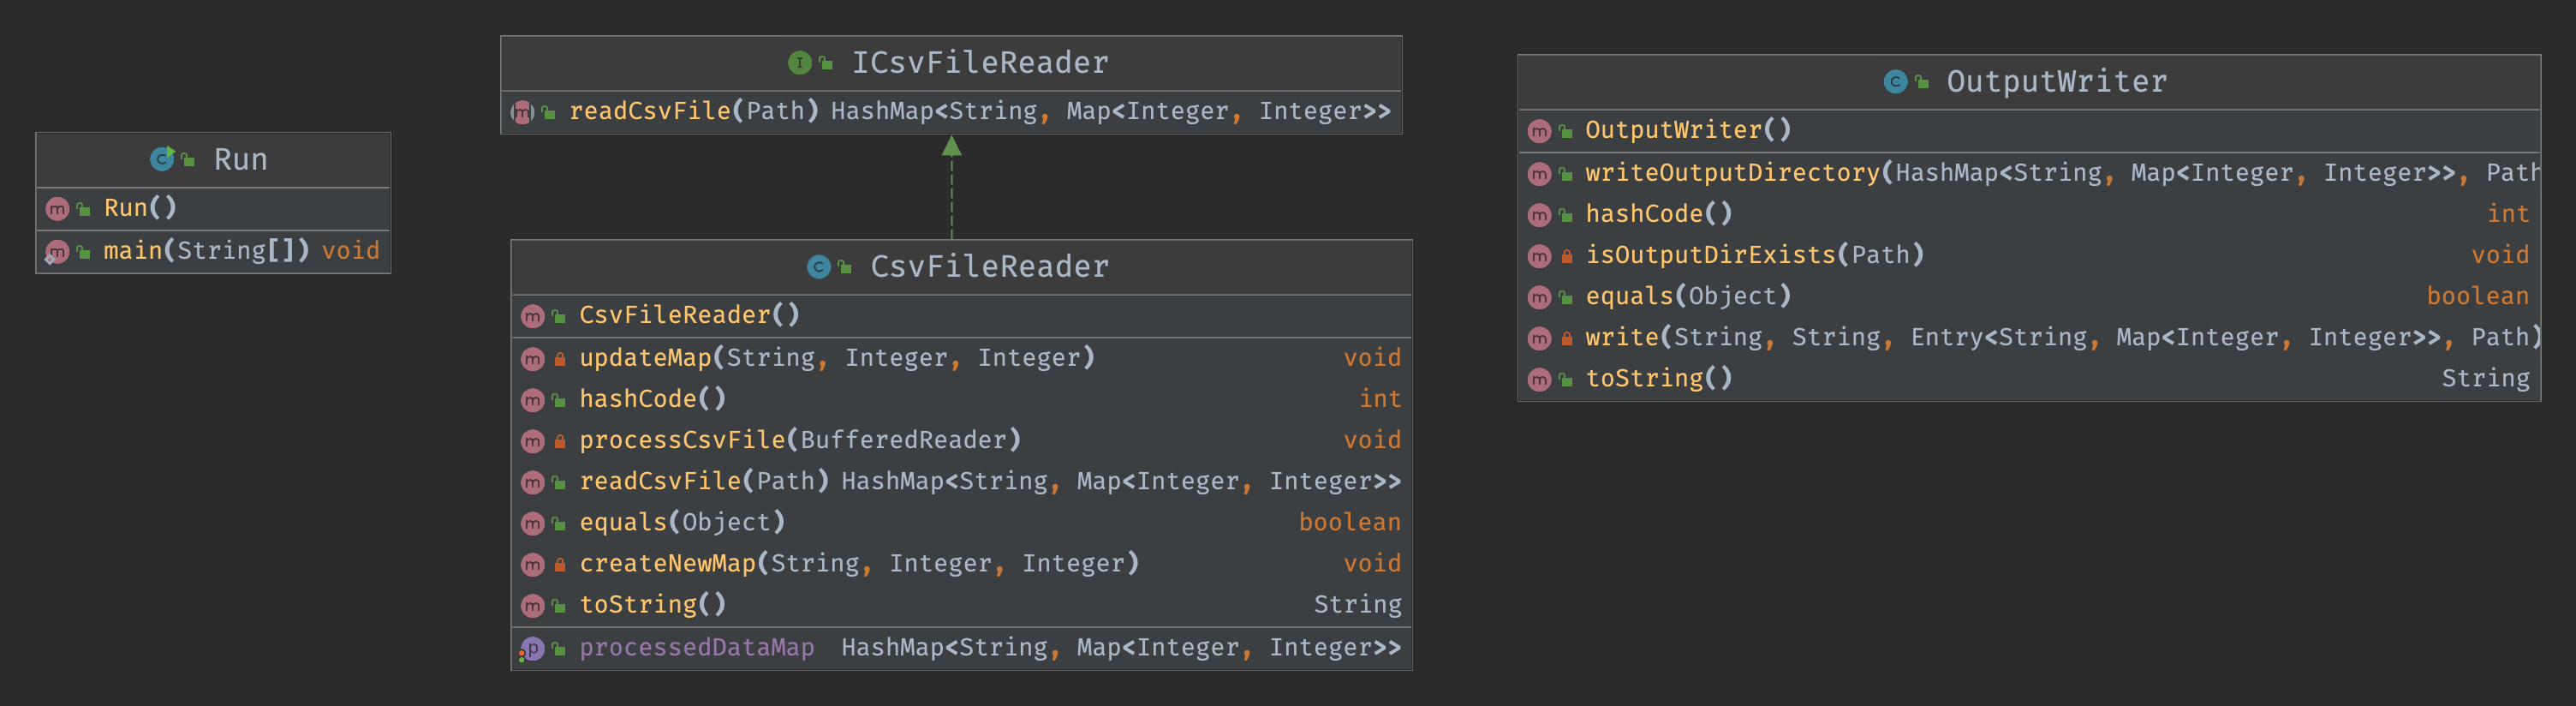 Run
Run()
main(String[]) void
ICsvFileReader
readCsvFile(Path) HashMap<String, Map<Integer, Integer>>
CsvFileReader
CsvFileReader()
updateMap(String, Integer, Integer) void
hashCode() int
processCsvFile(BufferedReader) void
readCsvFile(Path) HashMap<String, Map<Integer, Integer>>
equals(Object) boolean
createNewMap(String, Integer, Integer) void
toString() String
processedDataMap HashMap<String, Map<Integer, Integer>>
OutputWriter
OutputWriter()
writeOutputDirectory(HashMap<String, Map<Integer, Integer>>, Path
hashCode() int
isOutputDirExists(Path) void
equals(Object) boolean
write(String, String, Entry<String, Map<Integer, Integer>>, Path)
toString() String